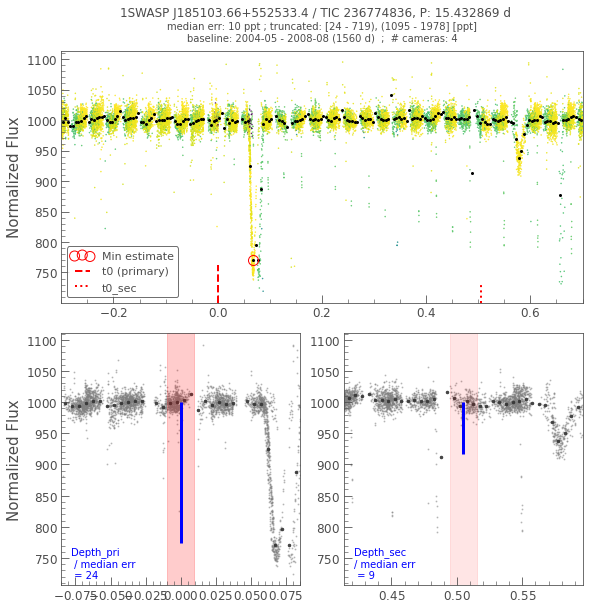 1SWASP J185103.66+552533.4 / TIC 236774836, P: 15.432869 d
median err: 10 ppt ; truncated: [24 - 719), (1095 - 1978] [ppt]
baseline: 2004-05 - 2008-08 (1560 d)  ;  # cameras: 4
Normalized Flux
1100
1050
1000
950
900
850
800
750
Min estimate
t0 (primary)
t0_sec
−0.2 0.0 0.2 0.4 0.6
Normalized Flux
1100
1050
1000
950
900
850
800
750
Depth_pri
/ median err
= 24
−0.075 −0.050 −0.025 0.000 0.025 0.050 0.075
1100
1050
1000
950
900
850
800
750
Depth_sec
/ median err
= 9
0.45 0.50 0.55